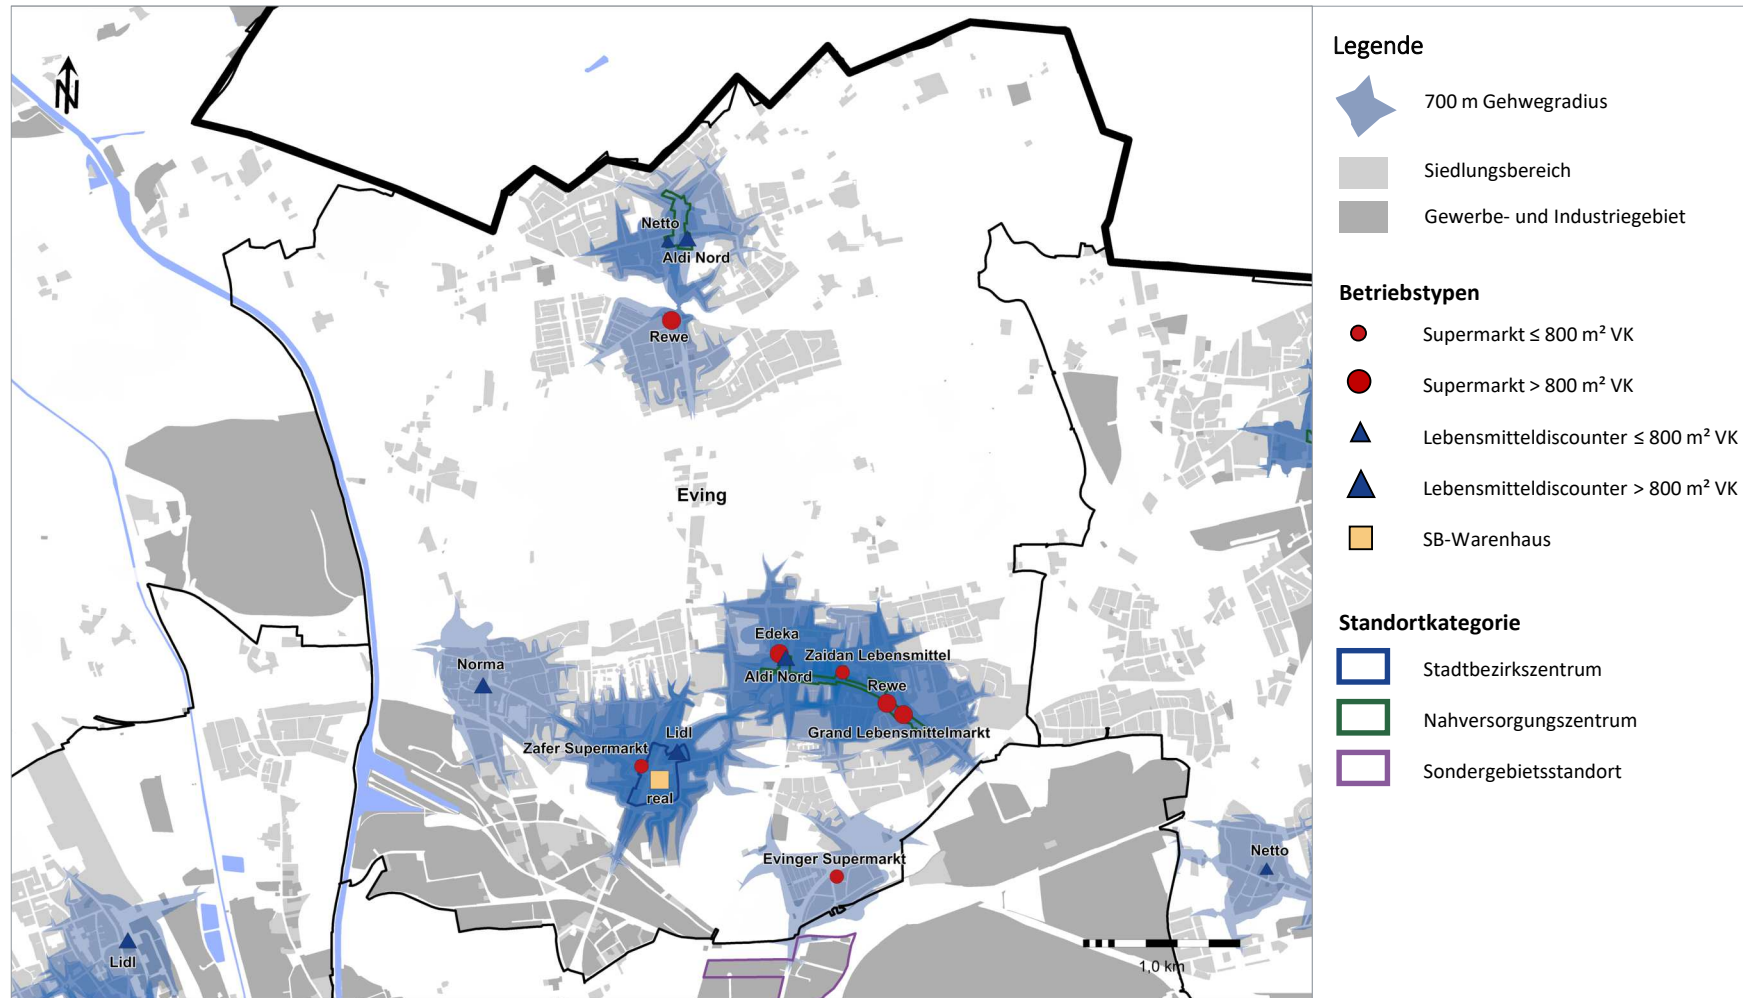 N
Netto
Aldi Nord
Rewe
Eving
Edeka
Zaidan Lebensmittel
Norma
Aldi Nord
Rewe
Lidl
Grand Lebensmittelmarkt
Zafer Supermarkt
real
Evinger Supermarkt
Netto
Lidl
1,0 km
Legende
700 m Gehwegradius
Siedlungsbereich
Gewerbe- und Industriegebiet
Betriebstypen
Supermarkt ≤ 800 m² VK
Supermarkt > 800 m² VK
Lebensmitteldiscounter ≤ 800 m² VK
Lebensmitteldiscounter > 800 m² VK
SB-Warenhaus
Standortkategorie
Stadtbezirkszentrum
Nahversorgungszentrum
Sondergebietsstandort